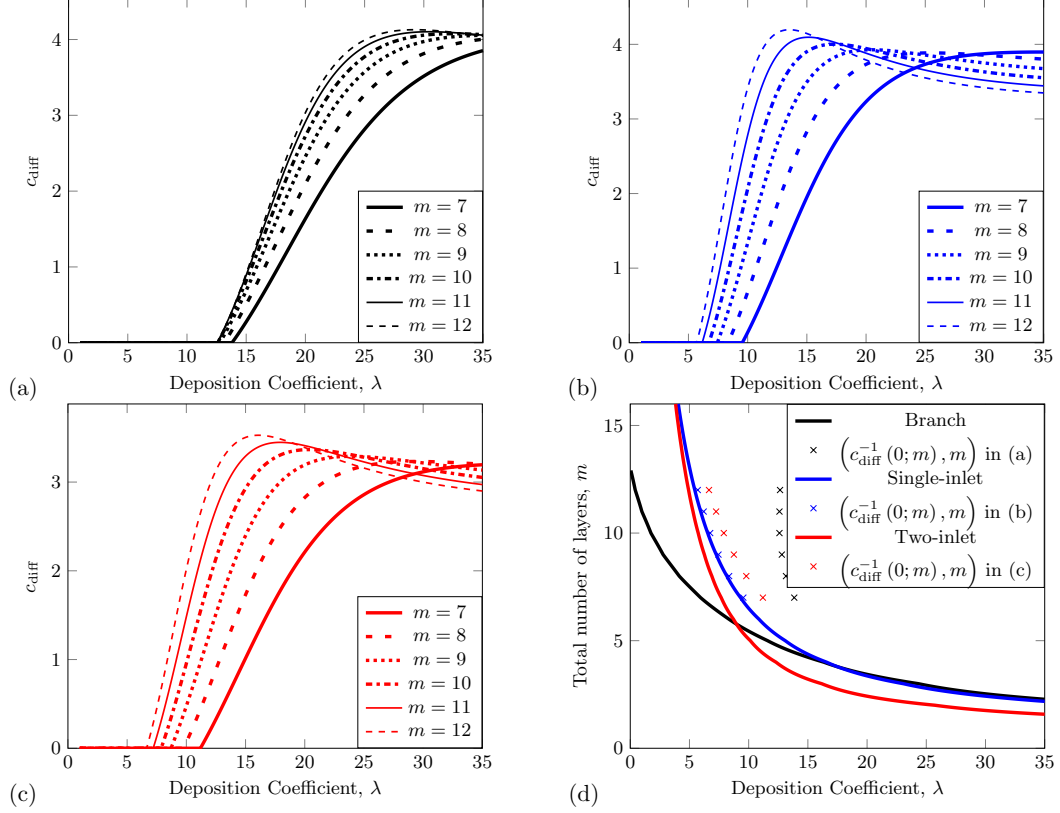 4
3
2
1
0
c_diff
m = 7
m = 8
m = 9
m = 10
m = 11
m = 12
0 5 10 15 20 25 30 35
(a) Deposition Coefficient, λ
4
3
2
1
0
c_diff
m = 7
m = 8
m = 9
m = 10
m = 11
m = 12
0 5 10 15 20 25 30 35
(b) Deposition Coefficient, λ
3
2
1
0
c_diff
m = 7
m = 8
m = 9
m = 10
m = 11
m = 12
0 5 10 15 20 25 30 35
(c) Deposition Coefficient, λ
15
10
5
0
Total number of layers, m
Branch
(c_diff^{-1} (0; m) , m) in (a)
Single-inlet
(c_diff^{-1} (0; m) , m) in (b)
Two-inlet
(c_diff^{-1} (0; m) , m) in (c)
0 5 10 15 20 25 30 35
(d) Deposition Coefficient, λ